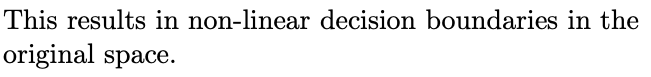 This results in non-linear decision boundaries in the
original space.